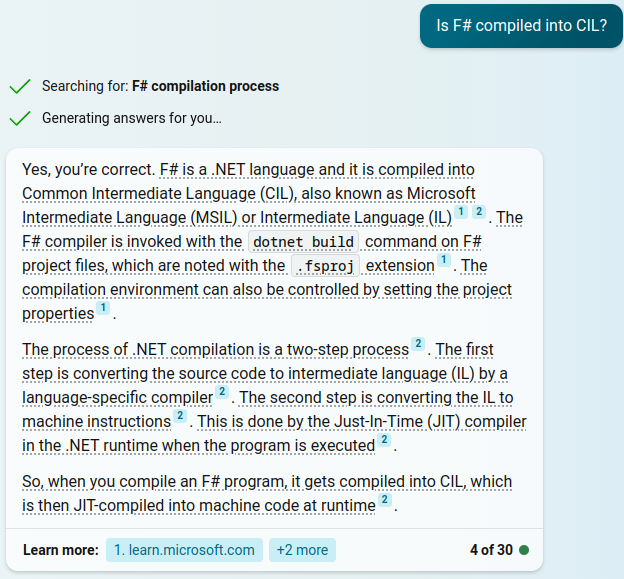 Is F# compiled into CIL?
Searching for: F# compilation process
Generating answers for you...
Yes, you're correct. F# is a .NET language and it is compiled into
Common Intermediate Language (CIL), also known as Microsoft
Intermediate Language (MSIL) or Intermediate Language (IL) 1 2 . The
F# compiler is invoked with the dotnet build command on F#
project files, which are noted with the .fsproj extension 1 . The
compilation environment can also be controlled by setting the project
properties 1 .
The process of .NET compilation is a two-step process 2 . The first
step is converting the source code to intermediate language (IL) by a
language-specific compiler 2 . The second step is converting the IL to
machine instructions 2 . This is done by the Just-In-Time (JIT) compiler
in the .NET runtime when the program is executed 2 .
So, when you compile an F# program, it gets compiled into CIL, which
is then JIT-compiled into machine code at runtime 2 .
Learn more: 1. learn.microsoft.com +2 more 4 of 30